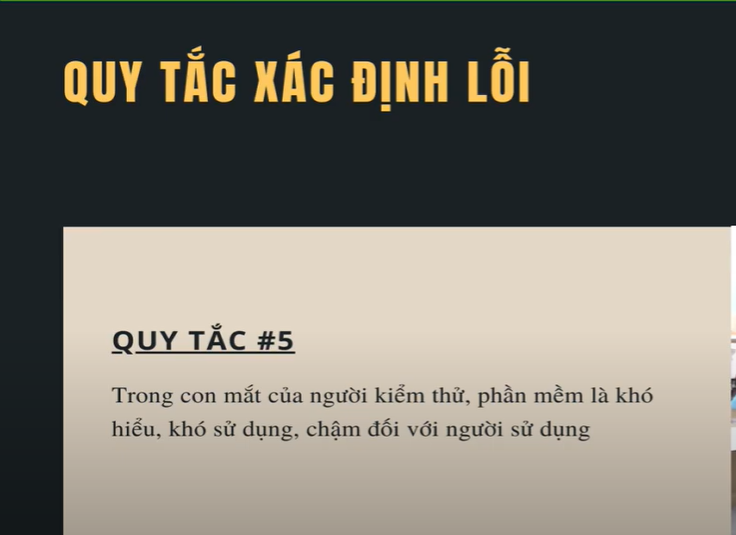 QUY TẮC XÁC ĐỊNH LỖI
QUY TẮC #5
Trong con mắt của người kiểm thử, phần mềm là khó
hiểu, khó sử dụng, chậm đối với người sử dụng